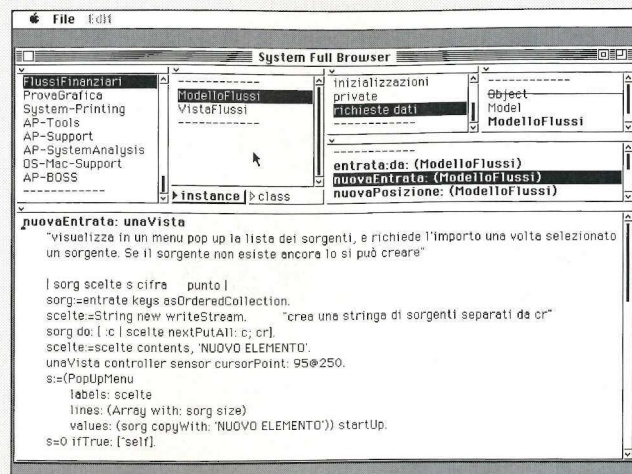 File Edit
System Full Browser
FlussiFinanziari
ProvaGrafica
System-Printing
AP-Tools
AP-Support
AP-SystemAnalysis
OS-Mac-Support
AP-BOSS
------------
------------
ModelloFlussi
VistaFlussi
------------
instance class
inizializzazioni
private
richieste dati
------------
------------
Object
Model
ModelloFlussi
------------
entrata:da: (ModelloFlussi)
nuovaEntrata: (ModelloFlussi)
nuovaPosizione: (ModelloFlussi)
nuovaEntrata: unaVista
"visualizza in un menu pop up la lista dei sorgenti, e richiede l'importo una volta selezionato
un sorgente. Se il sorgente non esiste ancora lo si può creare"
| sorg scelte s cifra punto |
sorg:=entrate keys asOrderedCollection.
scelte:=String new writeStream. "crea una stringa di sorgenti separati da cr"
sorg do: [ :c | scelte nextPutAll: c; cr].
scelte:=scelte contents, 'NUOVO ELEMENTO'.
unaVista controller sensor cursorPoint: 95@250.
s:=(PopUpMenu
labels: scelte
lines: (Array with: sorg size)
values: (sorg copyWith: 'NUOVO ELEMENTO')) startUp.
s=0 ifTrue: [^self].